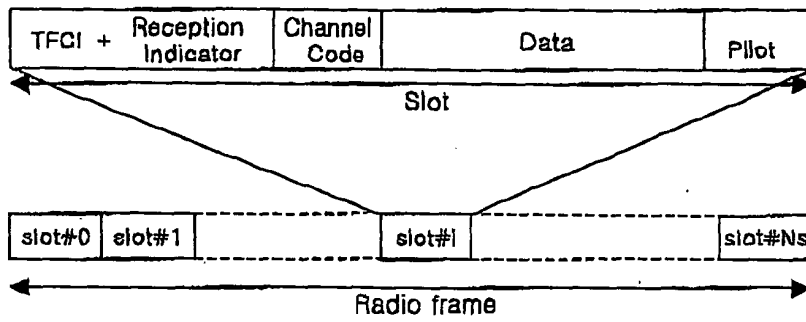 TFCI + Reception Indicator
Channel Code
Data
Pilot
Slot
slot#0
slot#1
slot#i
slot#Ns
Radio frame